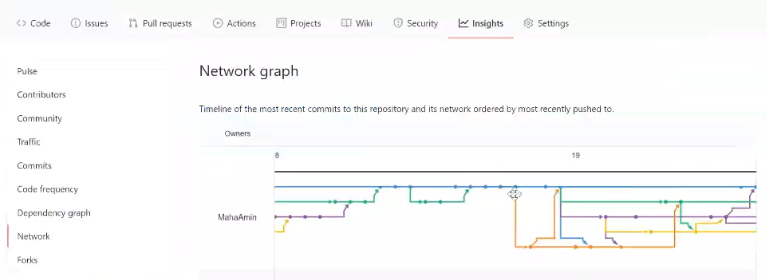 Code Issues Pull requests Actions Projects Wiki Security Insights Settings
Pulse
Contributors
Community
Traffic
Commits
Code frequency
Dependency graph
Network
Forks
Network graph
Timeline of the most recent commits to this repository and its network ordered by most recently pushed to.
Owners
8 19
MahaAmin